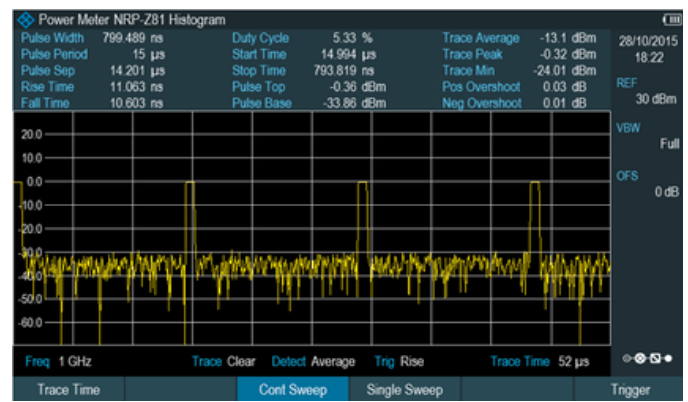 Power Meter NRP-Z81 Histogram
Pulse Width 799.489 ns Duty Cycle 5.33 % Trace Average -13.1 dBm
Pulse Period 15 µs Start Time 14.994 µs Trace Peak -0.32 dBm
Pulse Sep 14.201 µs Stop Time 793.819 ns Trace Min -24.01 dBm
Rise Time 11.063 ns Pulse Top -0.36 dBm Pos Overshoot 0.03 dB
Fall Time 10.603 ns Pulse Base -33.86 dBm Neg Overshoot 0.01 dB
28/10/2015
18:22
REF
30 dBm
VBW
Full
OFS
0 dB
20.0
10.0
0.0
-10.0
-20.0
-30.0
-40.0
-50.0
-60.0
Freq 1 GHz Trace Clear Detect Average Trig Rise Trace Time 52 µs
Trace Time Cont Sweep Single Sweep Trigger